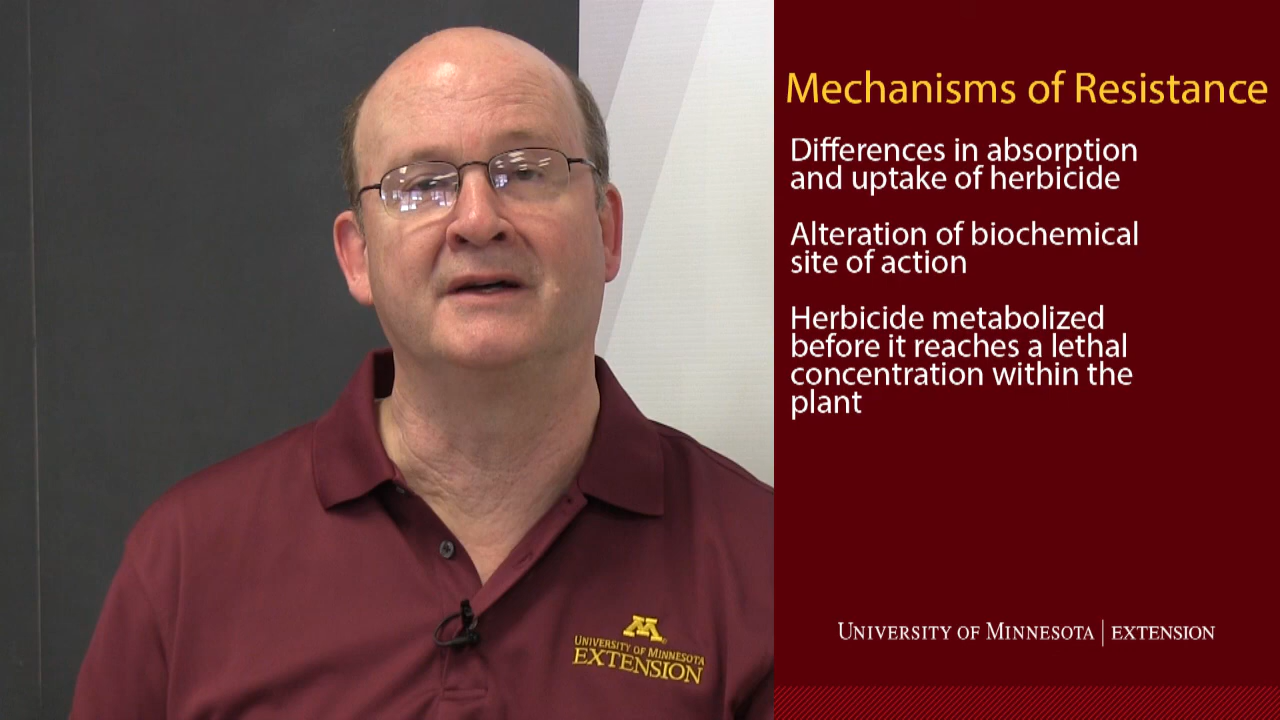 Mechanisms of Resistance
Differences in absorption
and uptake of herbicide
Alteration of biochemical
site of action
Herbicide metabolized
before it reaches a lethal
concentration within the
plant
UNIVERSITY OF MINNESOTA | EXTENSION
M
UNIVERSITY OF MINNESOTA
EXTENSION